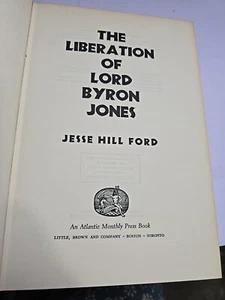 THE
LIBERATION
OF
LORD
BYRON
JONES
JESSE HILL FORD
An Atlantic Monthly Press Book
LITTLE, BROWN AND COMPANY • BOSTON • TORONTO